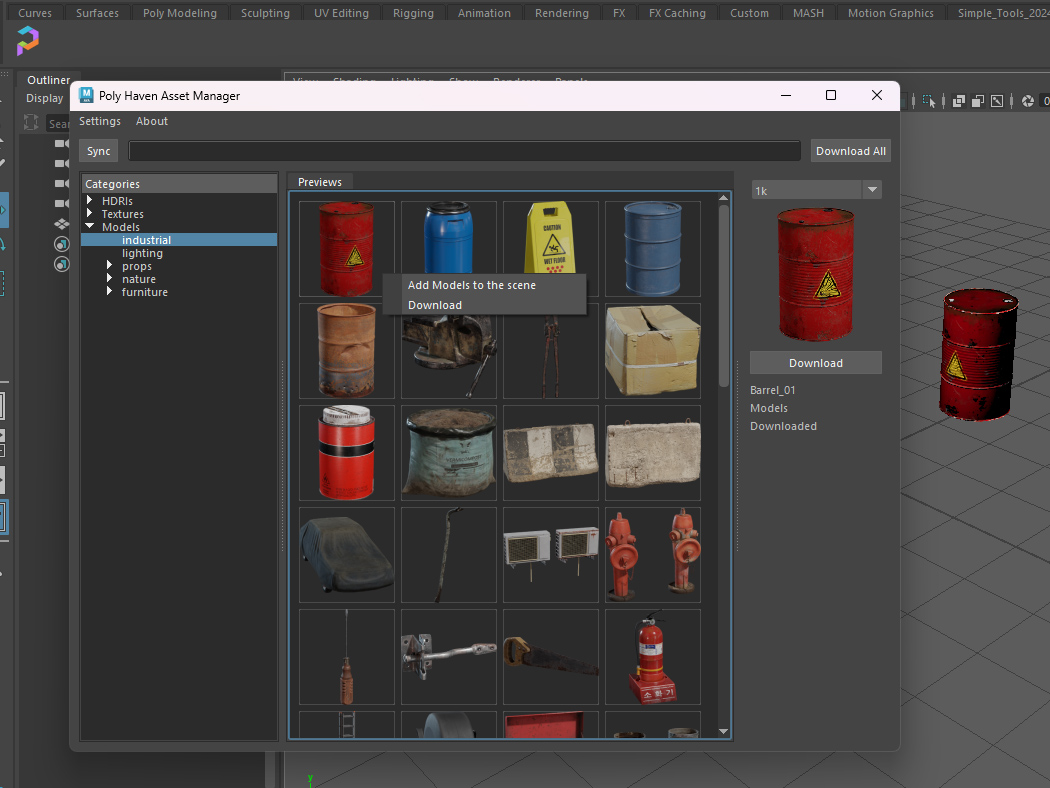 Curves Surfaces Poly Modeling Sculpting UV Editing Rigging Animation Rendering FX FX Caching Custom MASH Motion Graphics Simple_Tools_2024
Outliner
View Shading Lighting Show Renderer Panels
Display
Poly Haven Asset Manager
Sear
Settings About
Sync
Download All
Categories
HDRIs
Textures
Models
industrial
lighting
props
nature
furniture
Previews
1k
CAUTION
WET FLOOR
Add Models to the scene
Download
Download
Barrel_01
Models
Downloaded
소 화 기
y